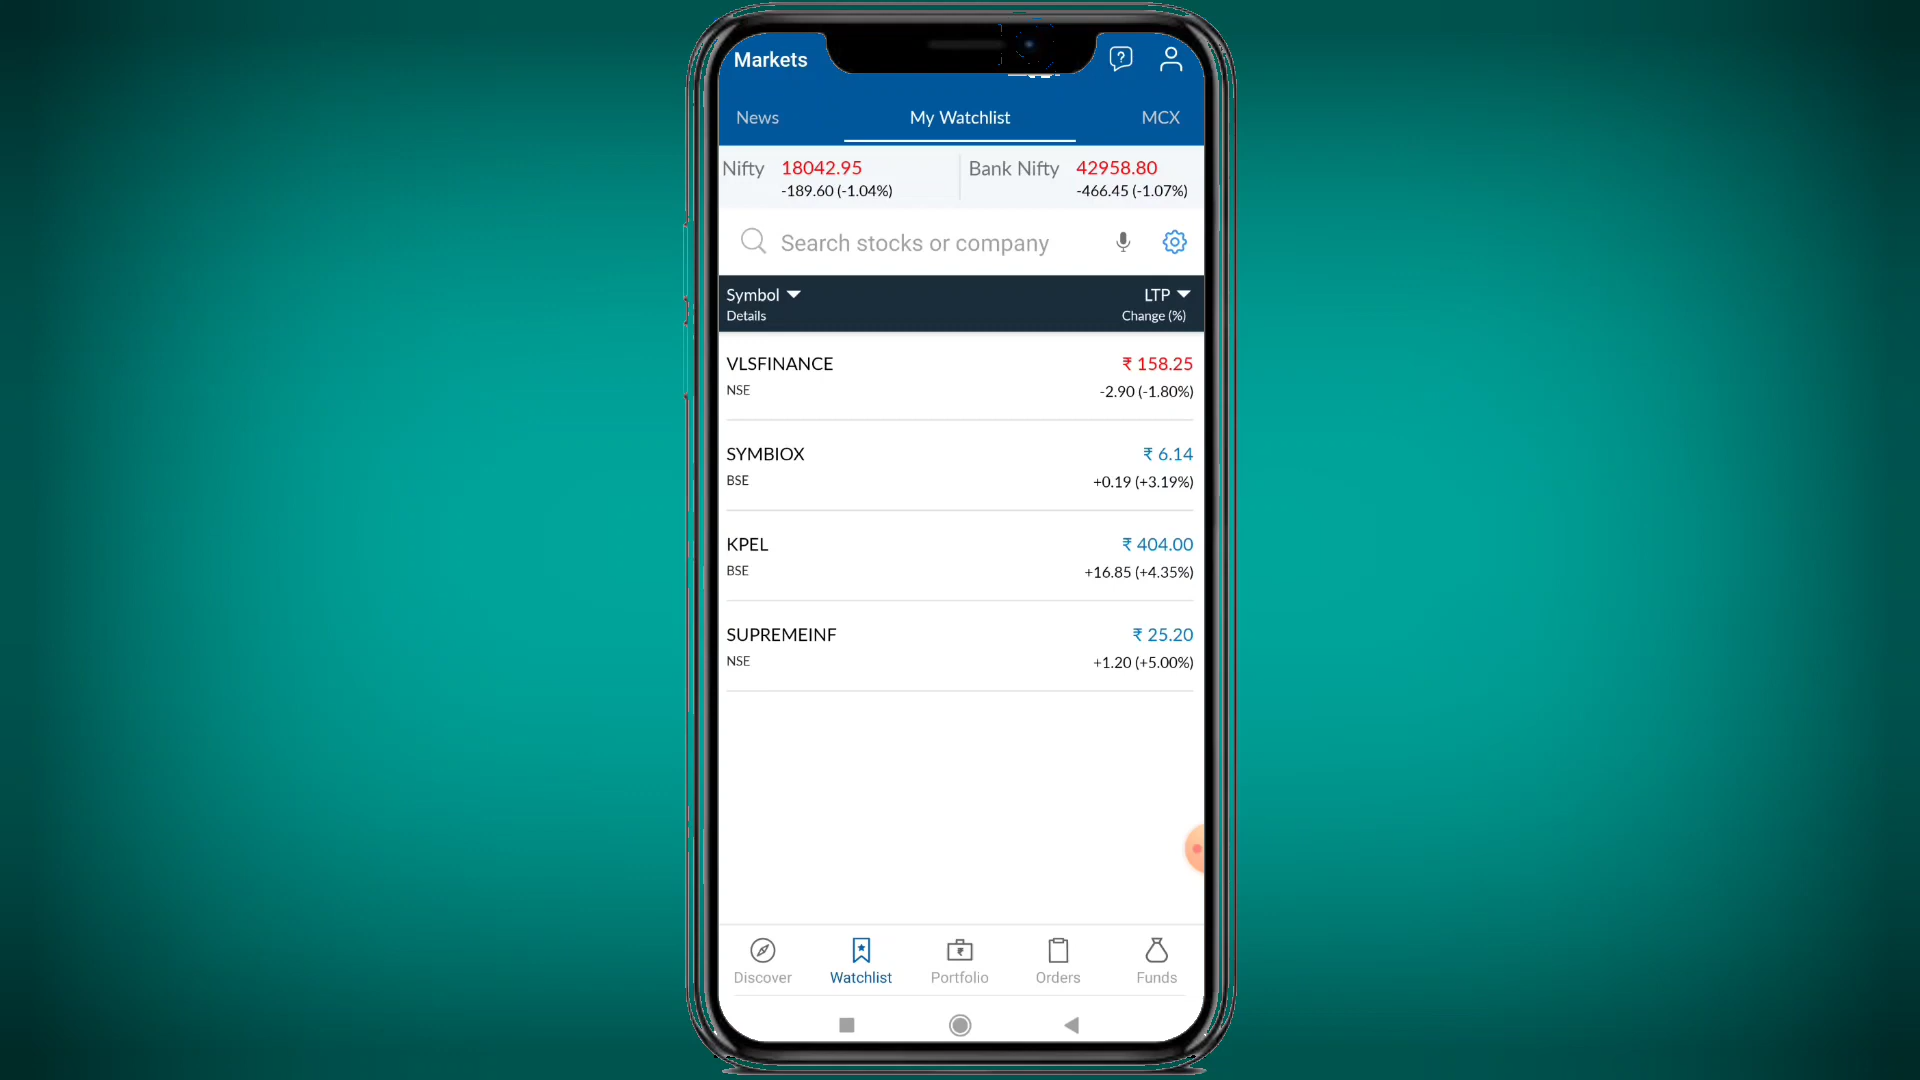 Markets
News My Watchlist MCX
Nifty 18042.95 Bank Nifty 42958.80
-189.60 (-1.04%) -466.45 (-1.07%)
Search stocks or company
Symbol LTP
Details Change (%)
VLSFINANCE ₹ 158.25
NSE -2.90 (-1.80%)
SYMBIOX ₹ 6.14
BSE +0.19 (+3.19%)
KPEL ₹ 404.00
BSE +16.85 (+4.35%)
SUPREMEINF ₹ 25.20
NSE +1.20 (+5.00%)
Discover Watchlist Portfolio Orders Funds